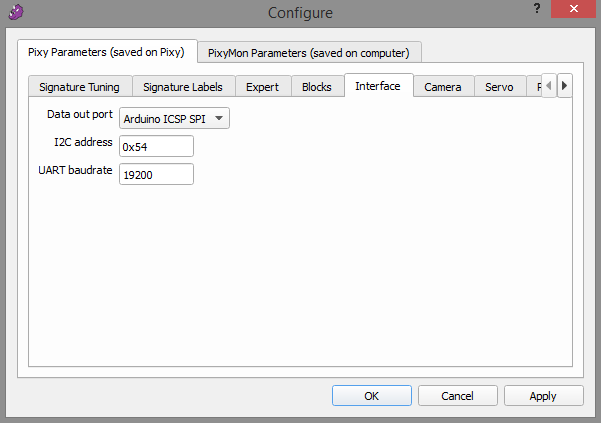 Configure
?
Pixy Parameters (saved on Pixy) PixyMon Parameters (saved on computer)
Signature Tuning Signature Labels Expert Blocks Interface Camera Servo
Data out port Arduino ICSP SPI
I2C address 0x54
UART baudrate 19200
OK Cancel Apply